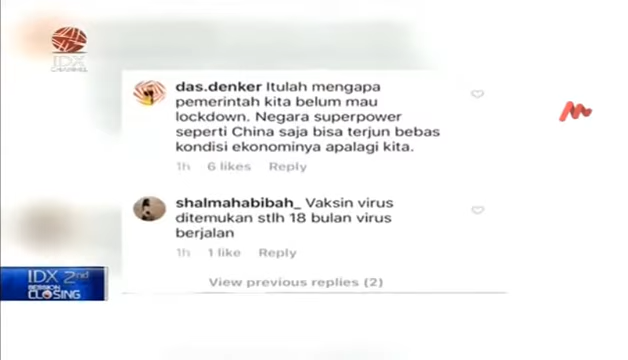 IDX
CHANNEL
das.denker Itulah mengapa
pemerintah kita belum mau
lockdown. Negara superpower
seperti China saja bisa terjun bebas
kondisi ekonominya apalagi kita.
1h 6 likes Reply
shalmahabibah_ Vaksin virus
ditemukan stlh 18 bulan virus
berjalan
1h 1 like Reply
View previous replies (2)
IDX 2nd
SESSION
CLOSING